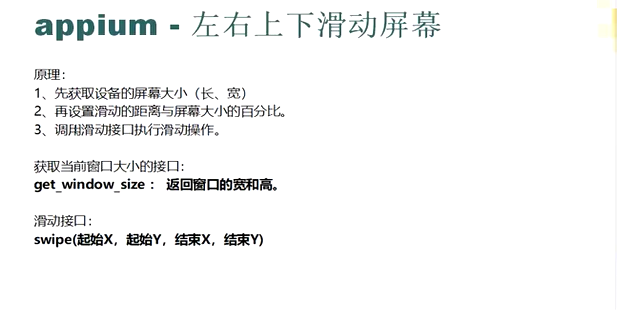 appium - 左右上下滑动屏幕
原理：
1、先获取设备的屏幕大小（长、宽）
2、再设置滑动的距离与屏幕大小的百分比。
3、调用滑动接口执行滑动操作。
获取当前窗口大小的接口：
get_window_size ： 返回窗口的宽和高。
滑动接口：
swipe(起始X，起始Y，结束X，结束Y)